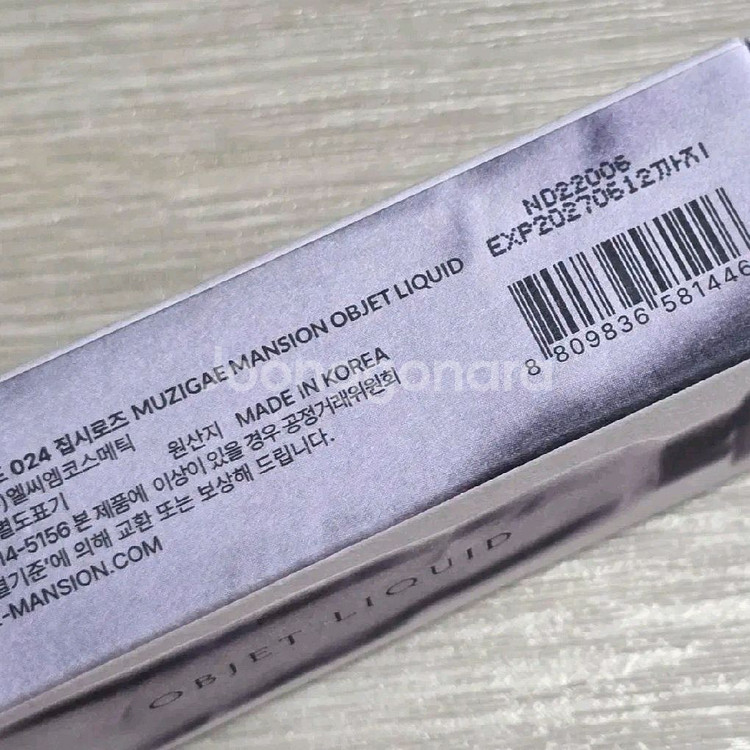 ND22006
EXP20270612까지
8 809836 581446
024 집시로즈 MUZIGAE MANSION OBJET LIQUID
)엘씨엠코스메틱 원산지 MADE IN KOREA
별도표기
14-5156 본 제품에 이상이 있을 경우 공정거래위원회
결기준'에 의해 교환 또는 보상해 드립니다.
-MANSION.COM
OBJET LIQUID